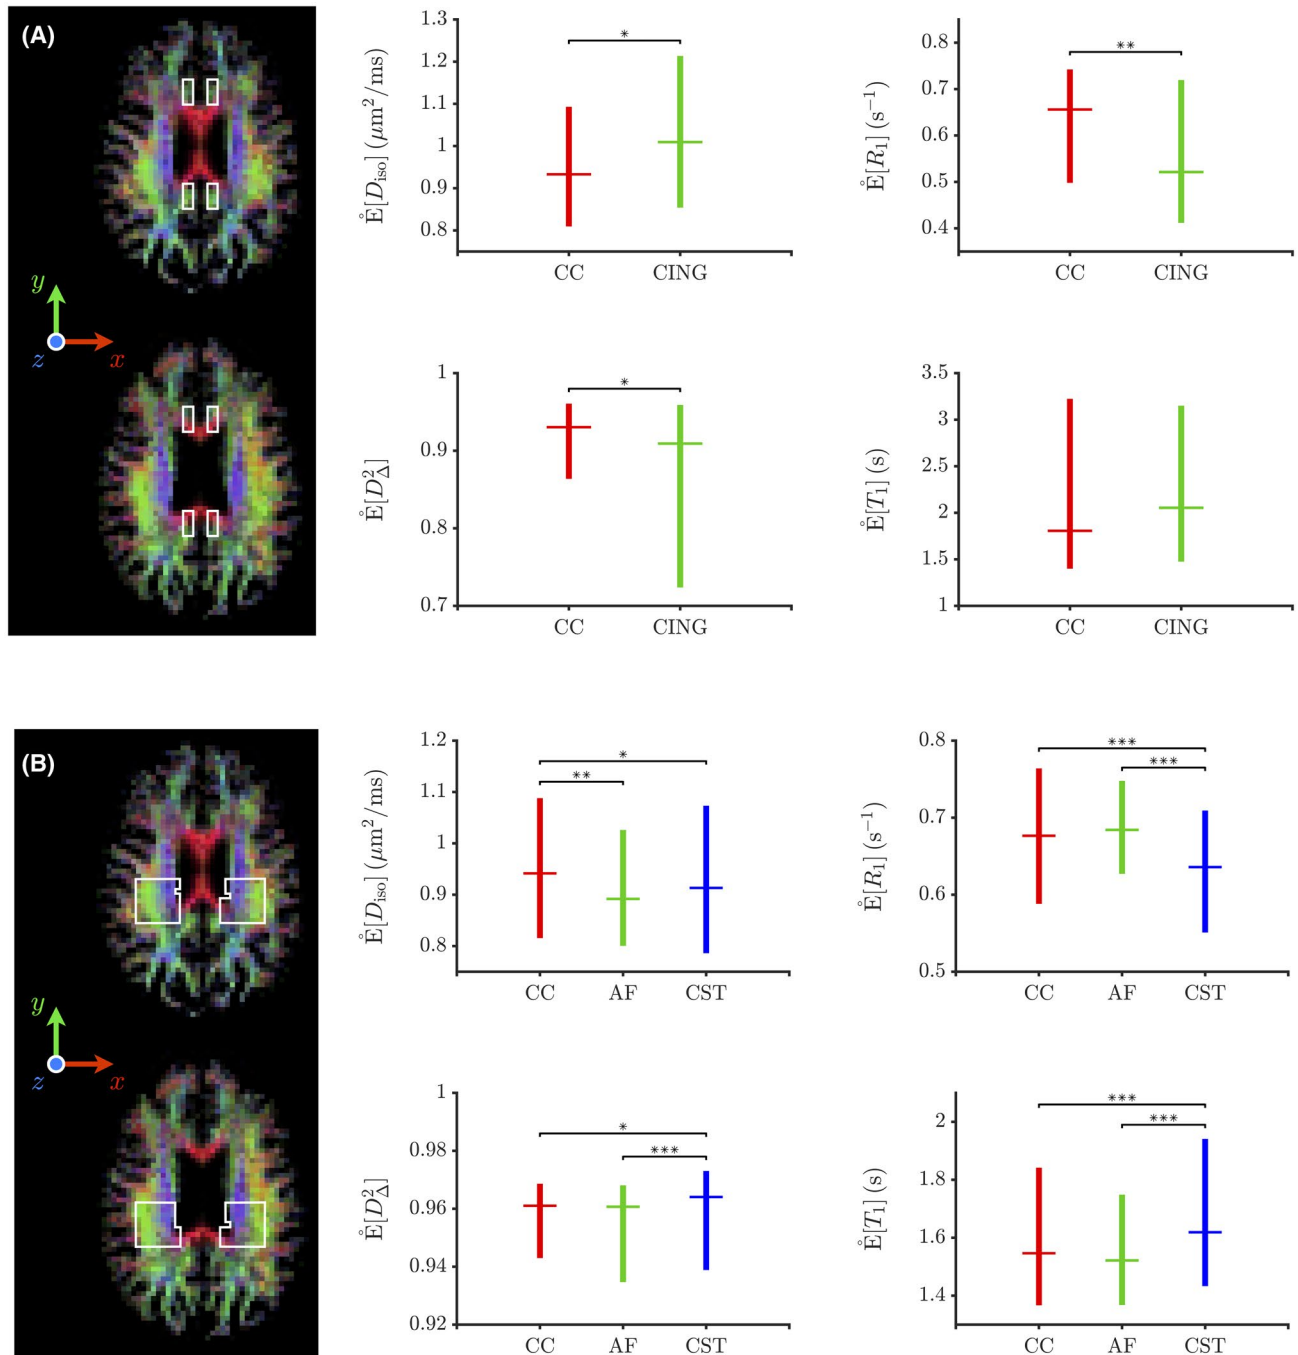 (A)
y
z
x
E̊[D_iso] (μm²/ms)
1.3
1.2
1.1
1
0.9
0.8
*
CC CING
E̊[R₁] (s⁻¹)
0.8
0.7
0.6
0.5
0.4
**
CC CING
E̊[D²_Δ]
1
0.9
0.8
0.7
*
CC CING
E̊[T₁] (s)
3.5
3
2.5
2
1.5
1
CC CING
(B)
y
z
x
E̊[D_iso] (μm²/ms)
1.2
1.1
1
0.9
0.8
*
**
CC AF CST
E̊[R₁] (s⁻¹)
0.8
0.7
0.6
0.5
***
***
CC AF CST
E̊[D²_Δ]
1
0.98
0.96
0.94
0.92
*
***
CC AF CST
E̊[T₁] (s)
2
1.8
1.6
1.4
***
***
CC AF CST